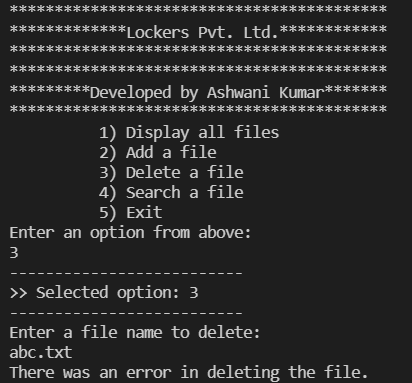 ******************************************
*************Lockers Pvt. Ltd.************
******************************************
******************************************
*********Developed by Ashwani Kumar*******
******************************************
1) Display all files
2) Add a file
3) Delete a file
4) Search a file
5) Exit
Enter an option from above:
3
--------------------------
>> Selected option: 3
--------------------------
Enter a file name to delete:
abc.txt
There was an error in deleting the file.